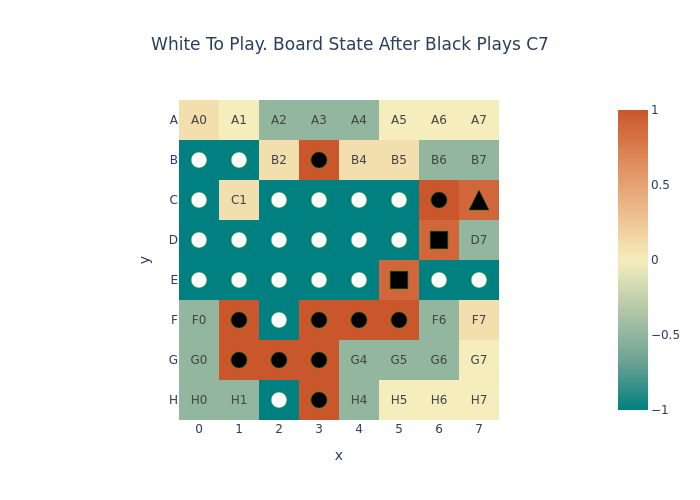 White To Play. Board State After Black Plays C7
A A0 A1 A2 A3 A4 A5 A6 A7
B B2 B4 B5 B6 B7
C C1
D D7
E
F F0 F6 F7
G G0 G4 G5 G6 G7
H H0 H1 H4 H5 H6 H7
0 1 2 3 4 5 6 7
x
y
1
0.5
0
−0.5
−1